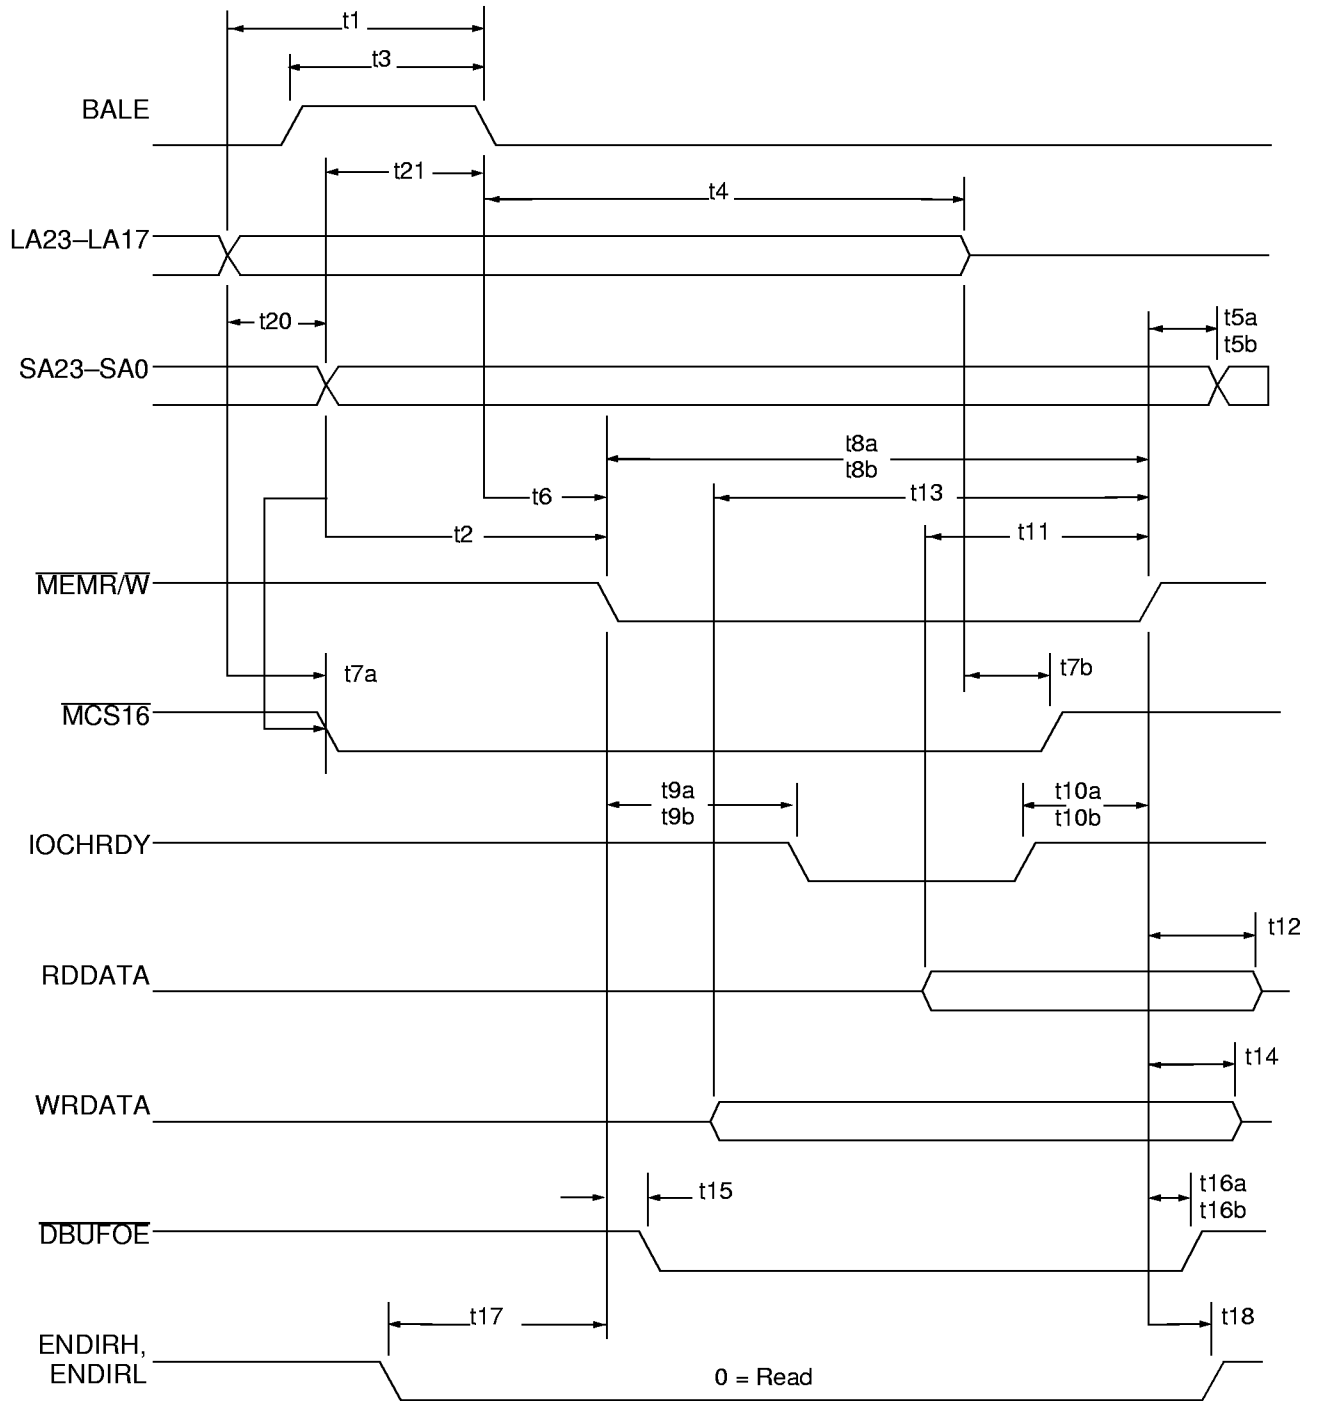 t1
t3
BALE
t21
t4
LA23–LA17
t20
t5a
t5b
SA23–SA0
t8a
t8b
t6
t13
t2
t11
MEMR/W
t7a
t7b
MCS16
t9a
t9b
t10a
t10b
IOCHRDY
t12
RDDATA
t14
WRDATA
t15
t16a
t16b
DBUFOE
t17
t18
ENDIRH,
ENDIRL
0 = Read